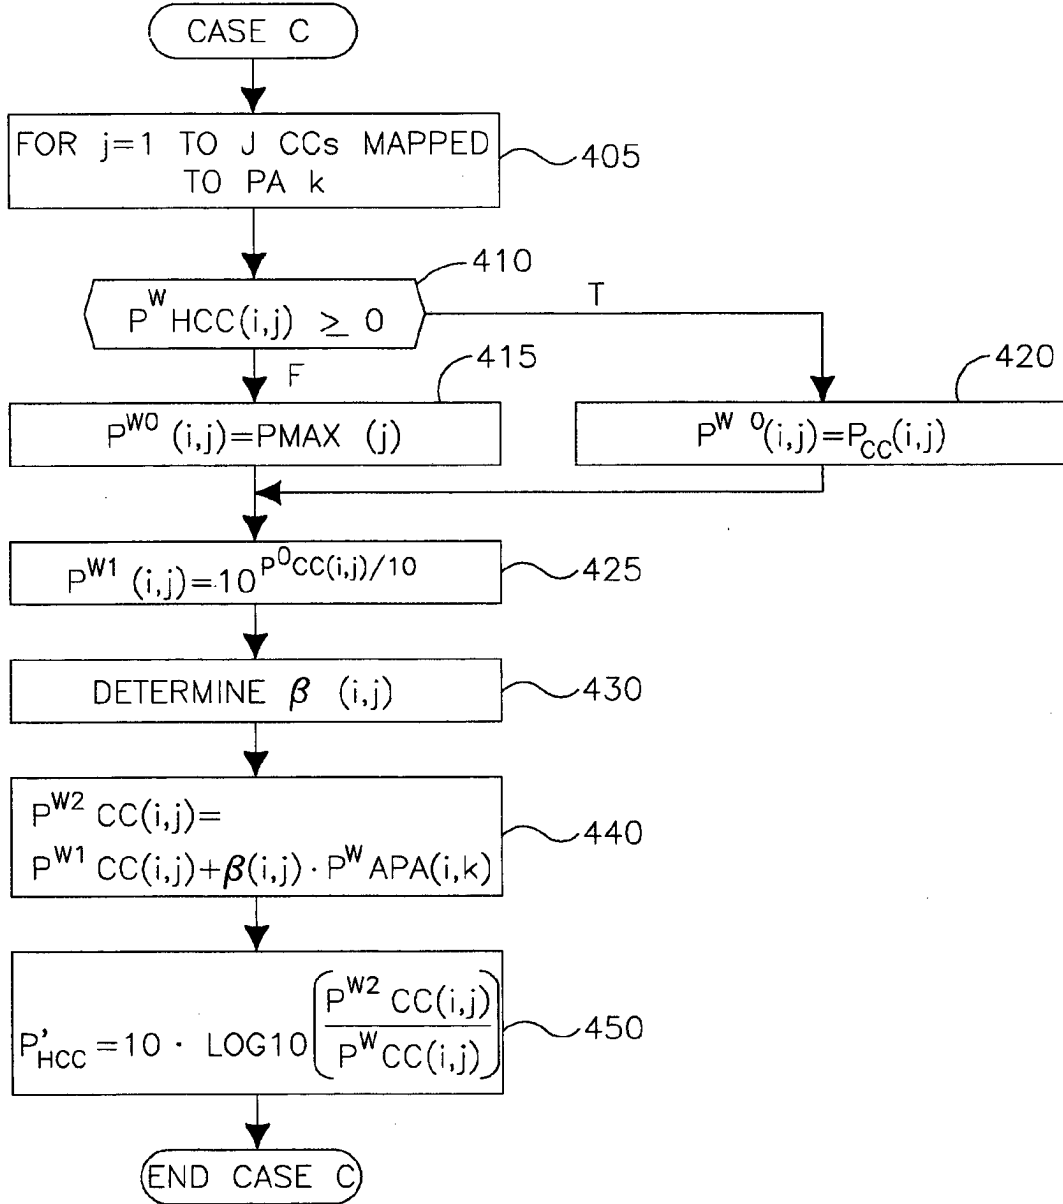 CASE C
FOR j=1 TO J CCs MAPPED
TO PA k
405
410
P^W HCC(i,j) ≥ 0
T
F
415
420
P^W0 (i,j)=PMAX (j)
P^W 0(i,j)=P_CC(i,j)
P^W1 (i,j)=10^P^0CC(i,j)/10
425
DETERMINE β (i,j)
430
P^W2 CC(i,j)=
P^W1 CC(i,j)+β(i,j) · P^W APA(i,k)
440
P'_HCC = 10 · LOG10(P^W2 CC(i,j) / P^W CC(i,j))
450
END CASE C